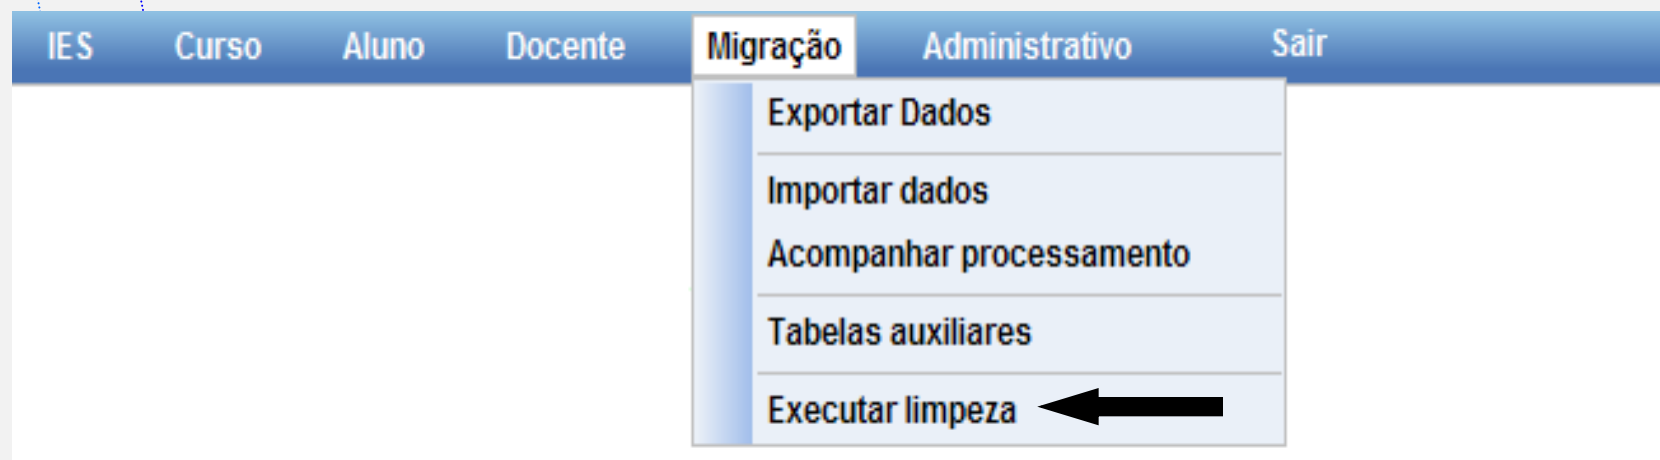 IES Curso Aluno Docente Migração Administrativo Sair
Exportar Dados
Importar dados
Acompanhar processamento
Tabelas auxiliares
Executar limpeza